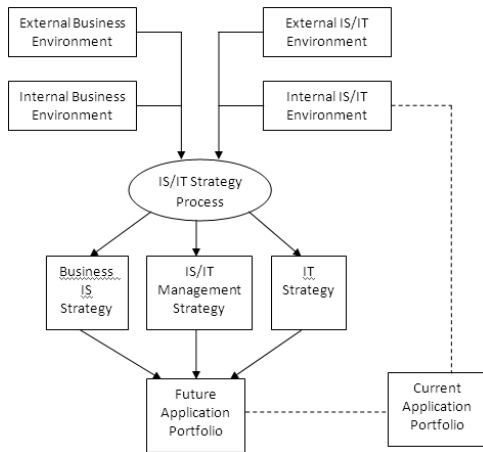 External Business
Environment
External IS/IT
Environment
Internal Business
Environment
Internal IS/IT
Environment
IS/IT Strategy
Process
Business
IS
Strategy
IS/IT
Management
Strategy
IT
Strategy
Future
Application
Portfolio
Current
Application
Portfolio